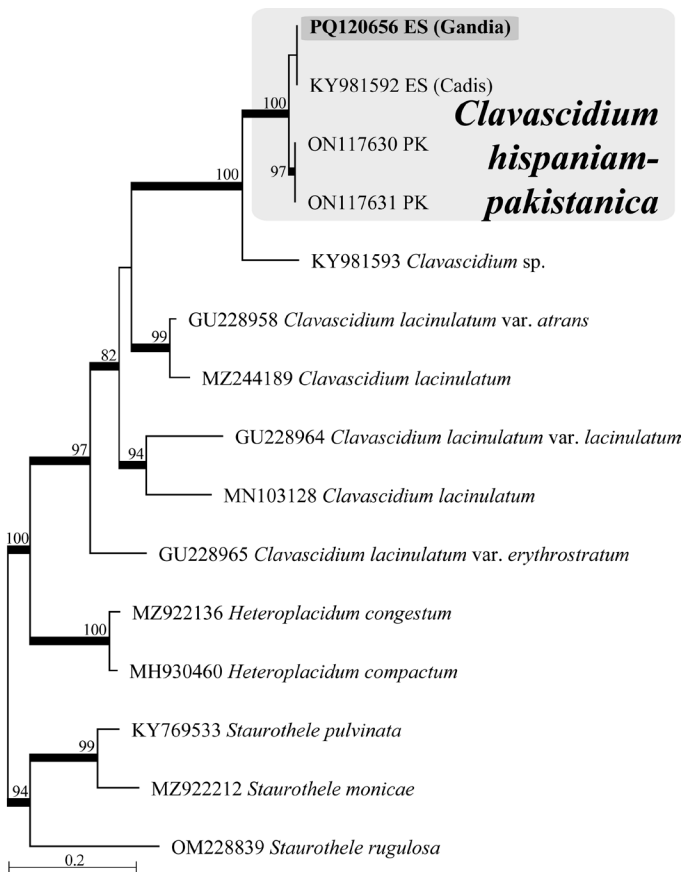 PQ120656 ES (Gandia)
KY981592 ES (Cadis)
100
Clavascidium
hispaniam-
pakistanica
ON117630 PK
97
ON117631 PK
100
KY981593 Clavascidium sp.
GU228958 Clavascidium lacinulatum var. atrans
99
82
MZ244189 Clavascidium lacinulatum
GU228964 Clavascidium lacinulatum var. lacinulatum
97
94
MN103128 Clavascidium lacinulatum
100
GU228965 Clavascidium lacinulatum var. erythrostratum
MZ922136 Heteroplacidum congestum
100
MH930460 Heteroplacidum compactum
KY769533 Staurothele pulvinata
99
MZ922212 Staurothele monicae
94
OM228839 Staurothele rugulosa
0.2